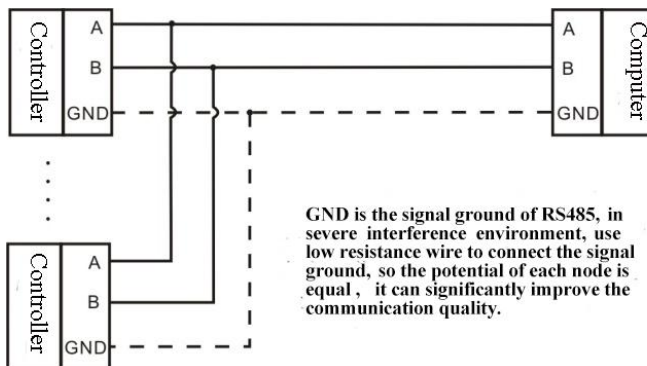 Controller
A
B
GND
Computer
A
B
GND
Controller
A
B
GND
GND is the signal ground of RS485, in
severe interference environment, use
low resistance wire to connect the signal
ground, so the potential of each node is
equal , it can significantly improve the
communication quality.